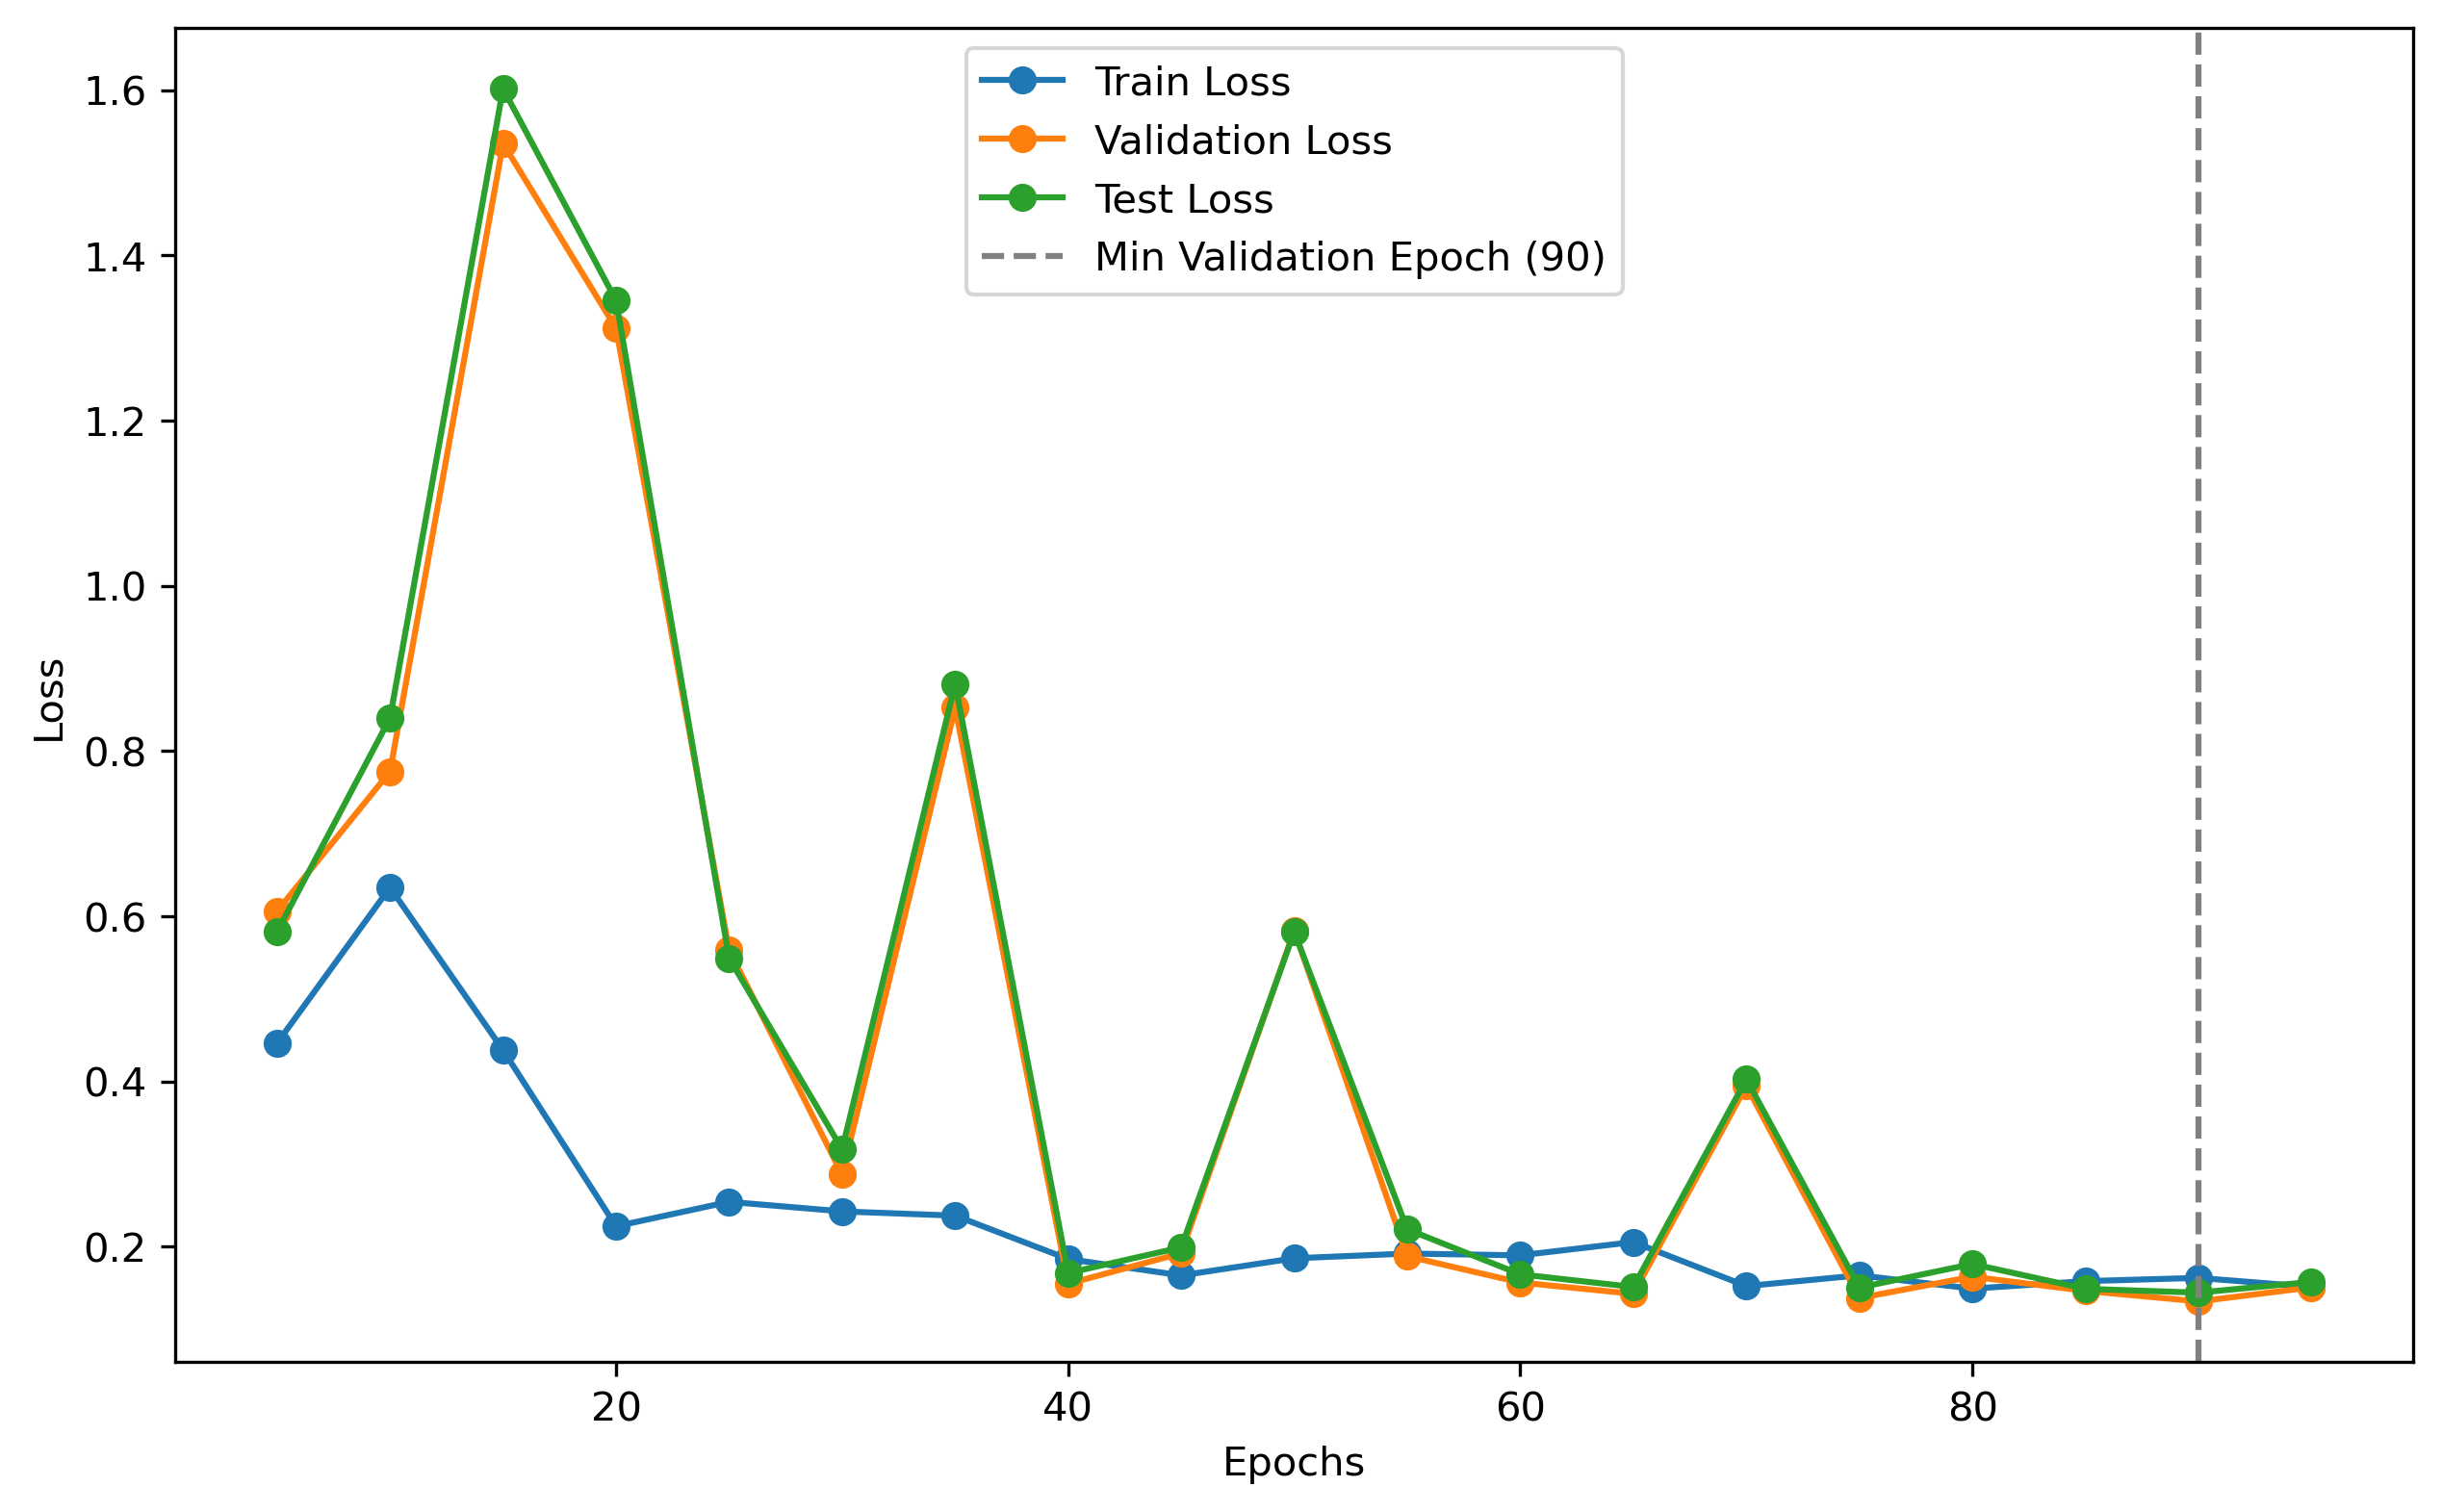 Train Loss
Validation Loss
Test Loss
Min Validation Epoch (90)
1.6
1.4
1.2
1.0
0.8
0.6
0.4
0.2
Loss
20 40 60 80
Epochs